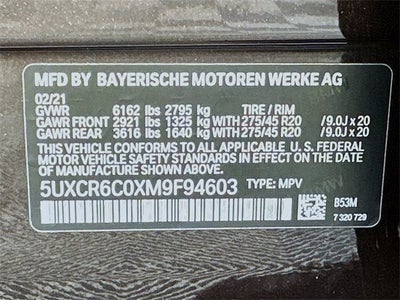 MFD BY BAYERISCHE MOTOREN WERKE AG
02/21
GVWR 6162 lbs 2795 kg TIRE / RIM
GAWR FRONT 2921 lbs 1325 kg WITH 275/45 R20 /9.0J x 20
GAWR REAR 3616 lbs 1640 kg WITH 275/45 R20 /9.0J x 20
THIS VEHICLE CONFORMS TO ALL APPLICABLE U. S. FEDERAL
MOTOR VEHICLE SAFETY STANDARDS IN EFFECT ON THE DATE
OF MANUFACTURE SHOWN ABOVE.
5UXCR6C0XM9F94603 TYPE: MPV
B53M
7 320 729